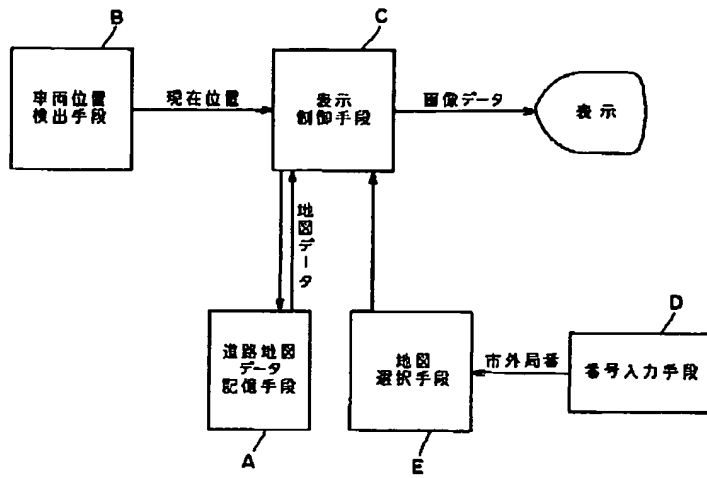 B
C
車両位置
検出手段
現在位置
表示
制御手段
画像データ
表示
地図データ
道路地図
データ
記憶手段
A
地図
選択手段
E
市外局番
D
番号入力手段